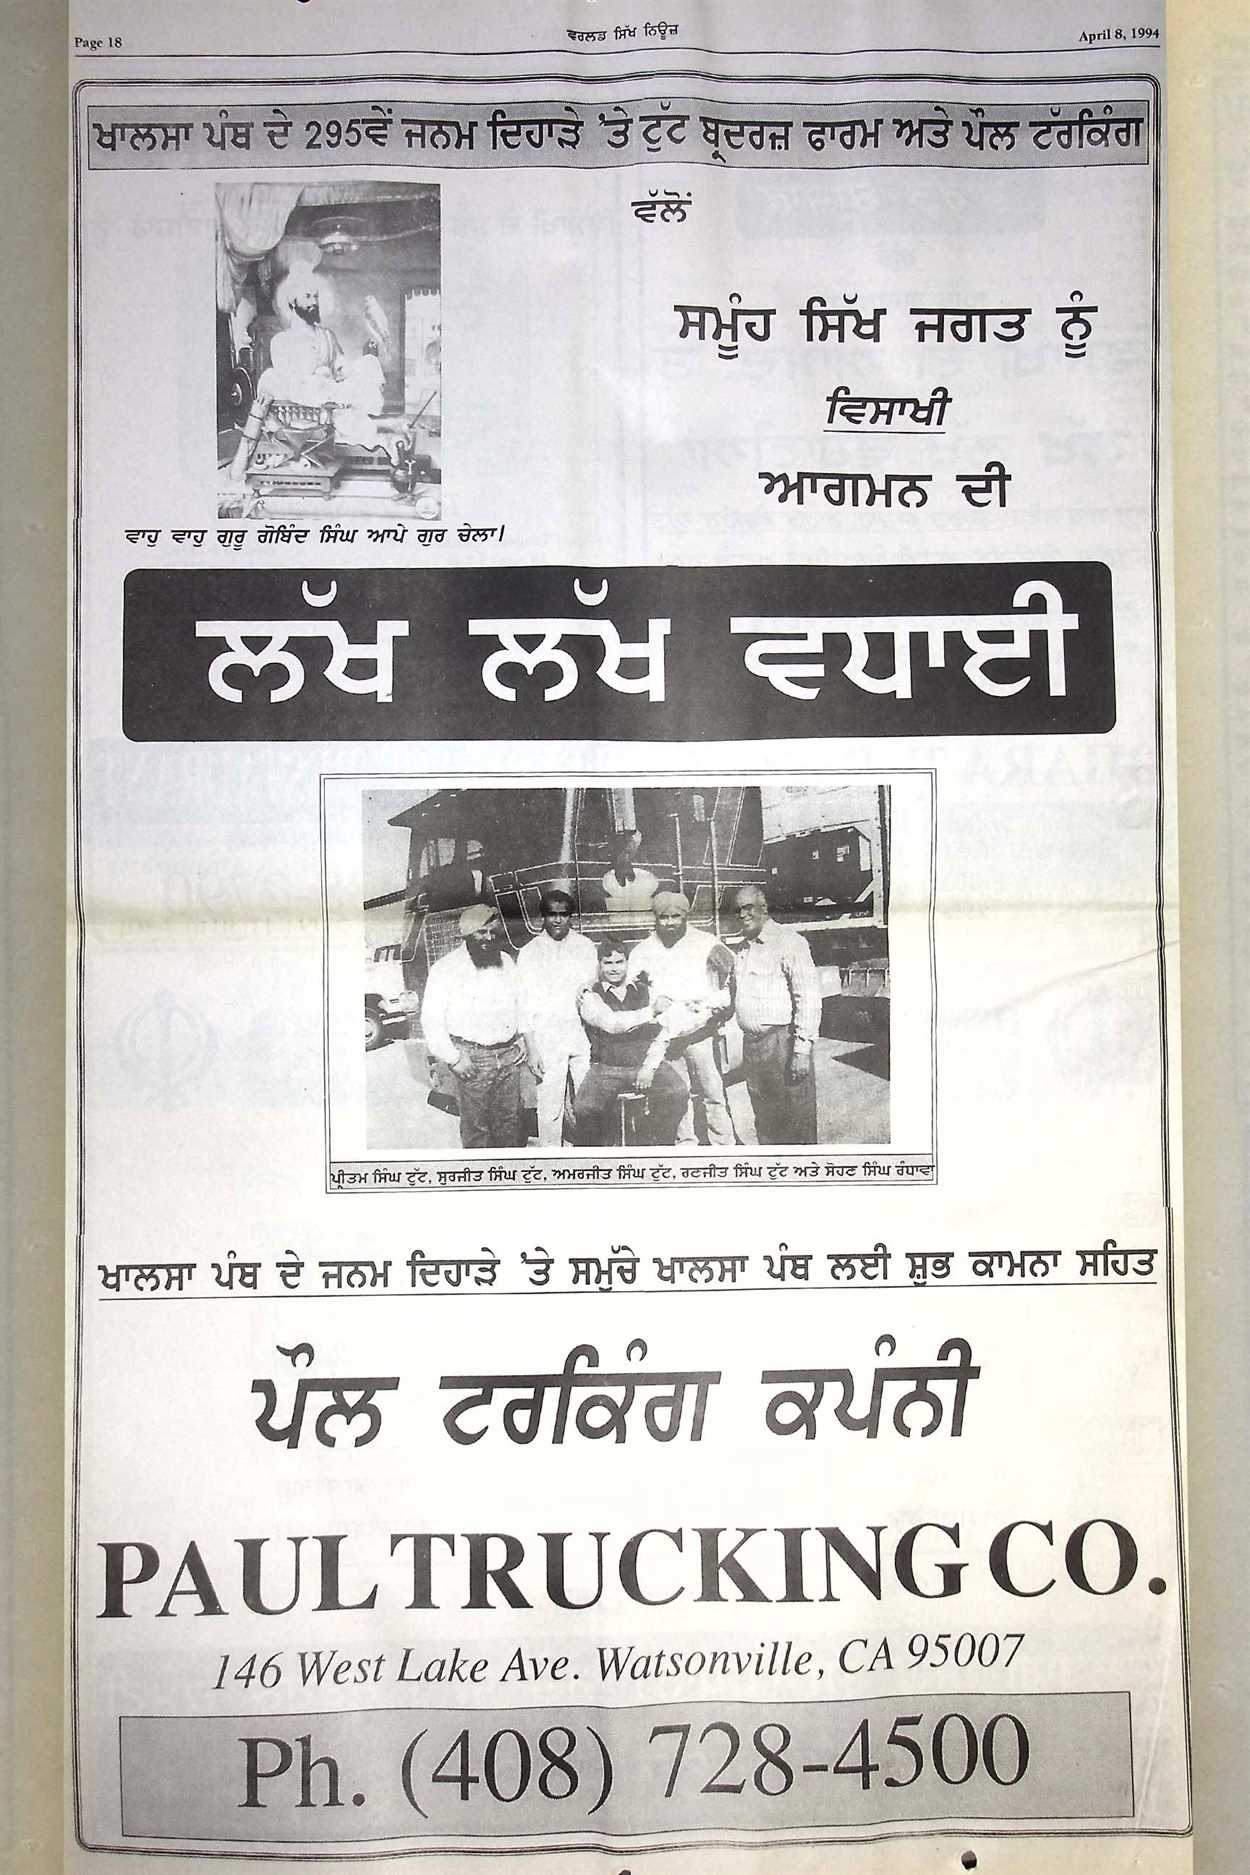 Page 18
ਵਰਲਡ ਸਿੱਖ ਨਿਊਜ਼
April 8, 1994
ਖਾਲਸਾ ਪੰਥ ਦੇ 295ਵੇਂ ਜਨਮ ਦਿਹਾੜੇ 'ਤੇ ਟੁੱਟ ਬ੍ਰਦਰਜ਼ ਫਾਰਮ ਅਤੇ ਪੌਲ ਟਰੱਕਿੰਗ
ਵੱਲੋਂ
ਸਮੂੰਹ ਸਿੱਖ ਜਗਤ ਨੂੰ
ਵਿਸਾਖੀ
ਆਗਮਨ ਦੀ
ਵਾਹੁ ਵਾਹੁ ਗੁਰੂ ਗੋਬਿੰਦ ਸਿੰਘ ਆਪੇ ਗੁਰ ਚੇਲਾ।
ਲੱਖ ਲੱਖ ਵਧਾਈ
ਪ੍ਰੀਤਮ ਸਿੰਘ ਟੁੱਟ, ਸੁਰਜੀਤ ਸਿੰਘ ਟੁੱਟ, ਅਮਰਜੀਤ ਸਿੰਘ ਟੁੱਟ, ਰਣਜੀਤ ਸਿੰਘ ਟੁੱਟ ਅਤੇ ਸੋਹਣ ਸਿੰਘ ਰੰਧਾਵਾ
ਖਾਲਸਾ ਪੰਥ ਦੇ ਜਨਮ ਦਿਹਾੜੇ 'ਤੇ ਸਮੁੱਚੇ ਖਾਲਸਾ ਪੰਥ ਲਈ ਸ਼ੁਭ ਕਾਮਨਾ ਸਹਿਤ
ਪੌਲ ਟਰਕਿੰਗ ਕਪੰਨੀ
PAUL TRUCKING CO.
146 West Lake Ave. Watsonville, CA 95007
Ph. (408) 728-4500